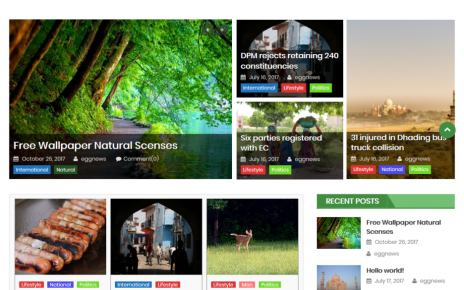 DPM rejects retaining 240
constituencies
July 16, 2017 eggnews
International Lifestyle Politics
Free Wallpaper Natural Scenses
October 26, 2017 eggnews Comment(0)
International Natural
Six parties registered
with EC
July 16, 2017 eggnews
Lifestyle Politics
31 injured in Dhading bus
truck collision
July 16, 2017 eggnews
Lifestyle National Politics
RECENT POSTS
Free Wallpaper Natural
Scenses
October 26, 2017
eggnews
Hello world!
July 17, 2017 eggnews
Lifestyle National Politics
International Lifestyle
Lifestyle Main Politics